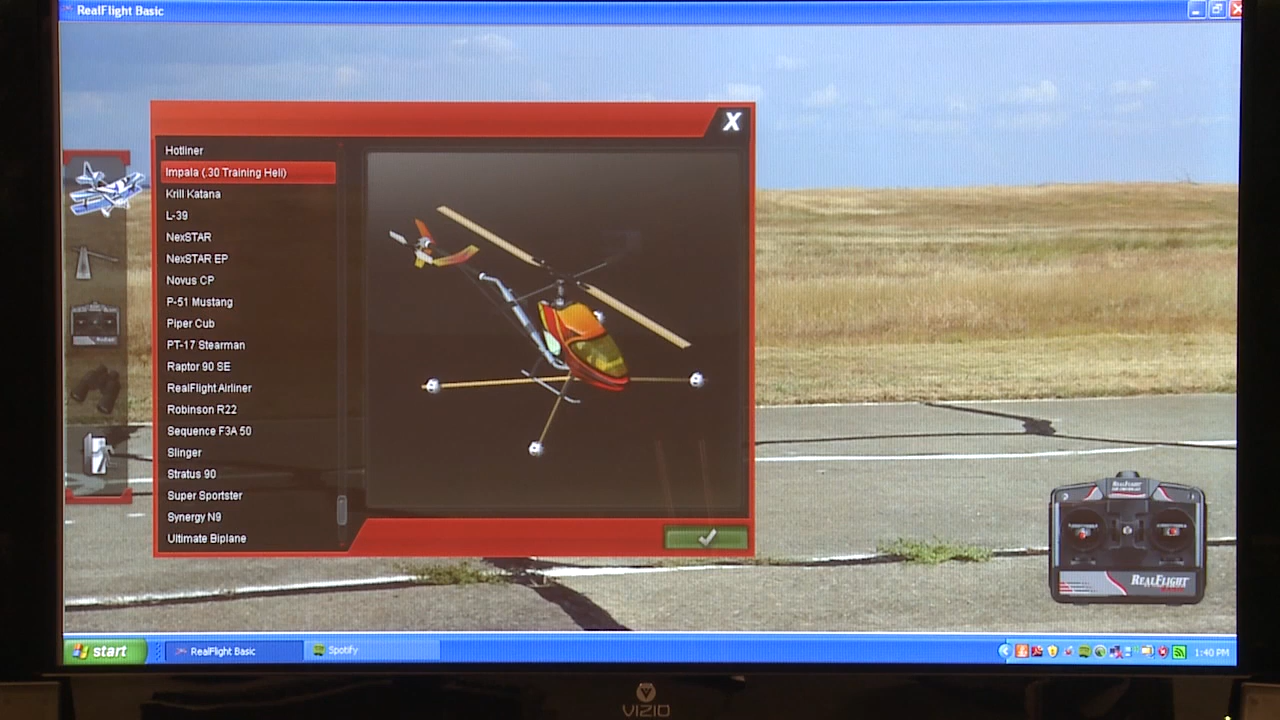 RealFlight Basic
X
Hotliner
Impala (.30 Training Heli)
Krill Katana
L-39
NexSTAR
NexSTAR EP
Novus CP
P-51 Mustang
Piper Cub
PT-17 Stearman
Raptor 90 SE
RealFlight Airliner
Robinson R22
Sequence F3A 50
Slinger
Stratus 90
Super Sportster
Synergy N9
Ultimate Biplane
REALFLIGHT
REALFLIGHT
start
RealFlight Basic
Spotify
1:40 PM
VIZIO